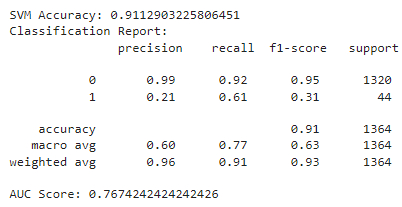 SVM Accuracy: 0.9112903225806451
Classification Report:
precision recall f1-score support
0 0.99 0.92 0.95 1320
1 0.21 0.61 0.31 44
accuracy 0.91 1364
macro avg 0.60 0.77 0.63 1364
weighted avg 0.96 0.91 0.93 1364
AUC Score: 0.7674242424242426